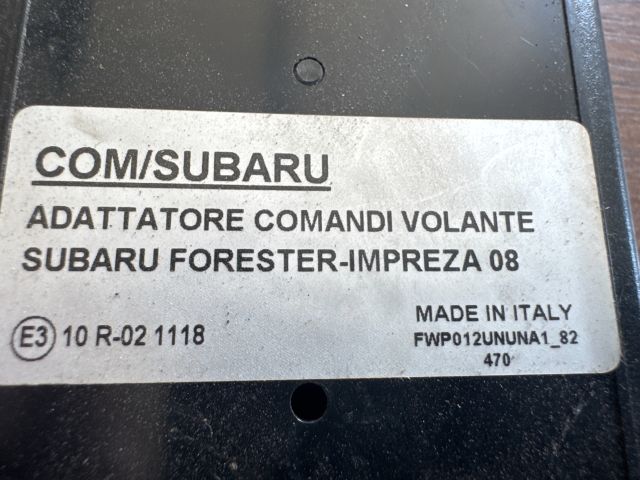 COM/SUBARU
ADATTATORE COMANDI VOLANTE
SUBARU FORESTER-IMPREZA 08
E3 10 R-02 1118
MADE IN ITALY
FWP012UNUNA1_82
470